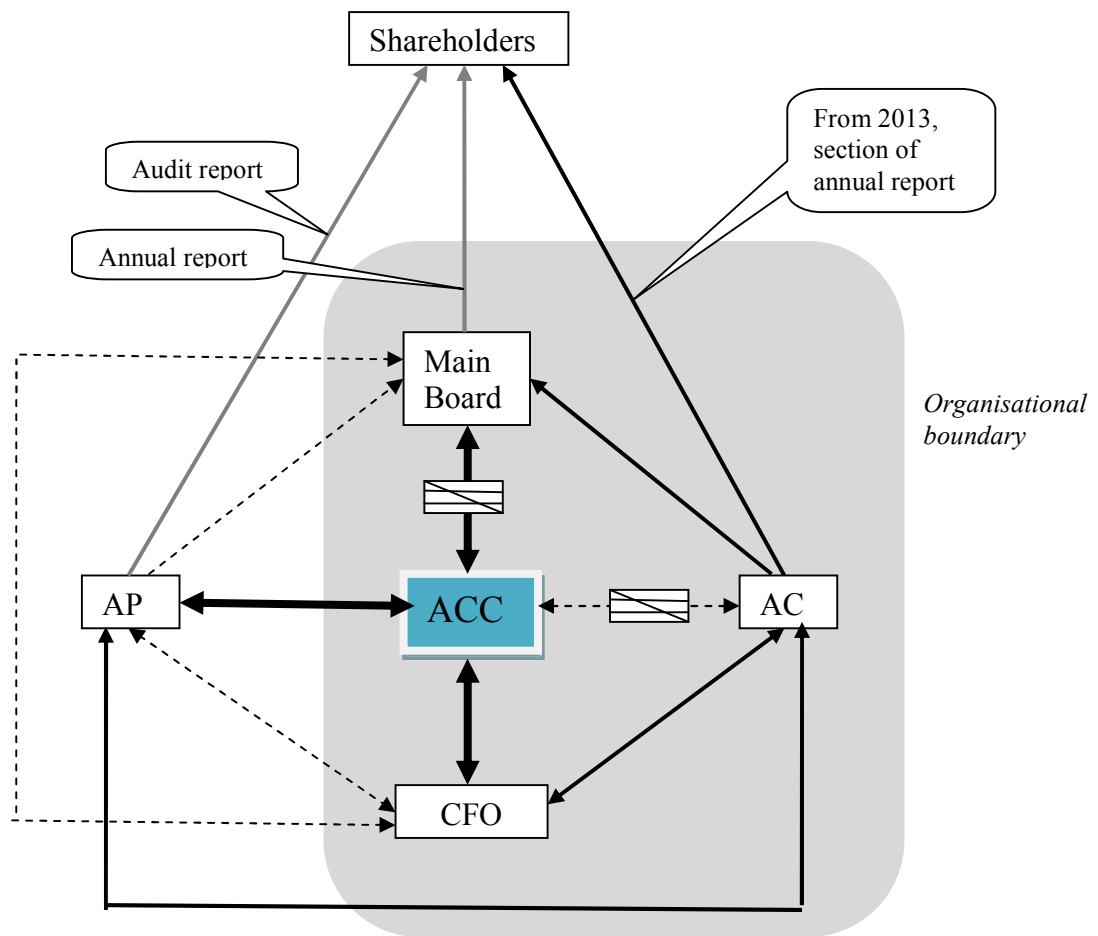 Shareholders
From 2013,
section of
annual report
Audit report
Annual report
Main
Board
Organisational
boundary
AP
ACC
AC
CFO